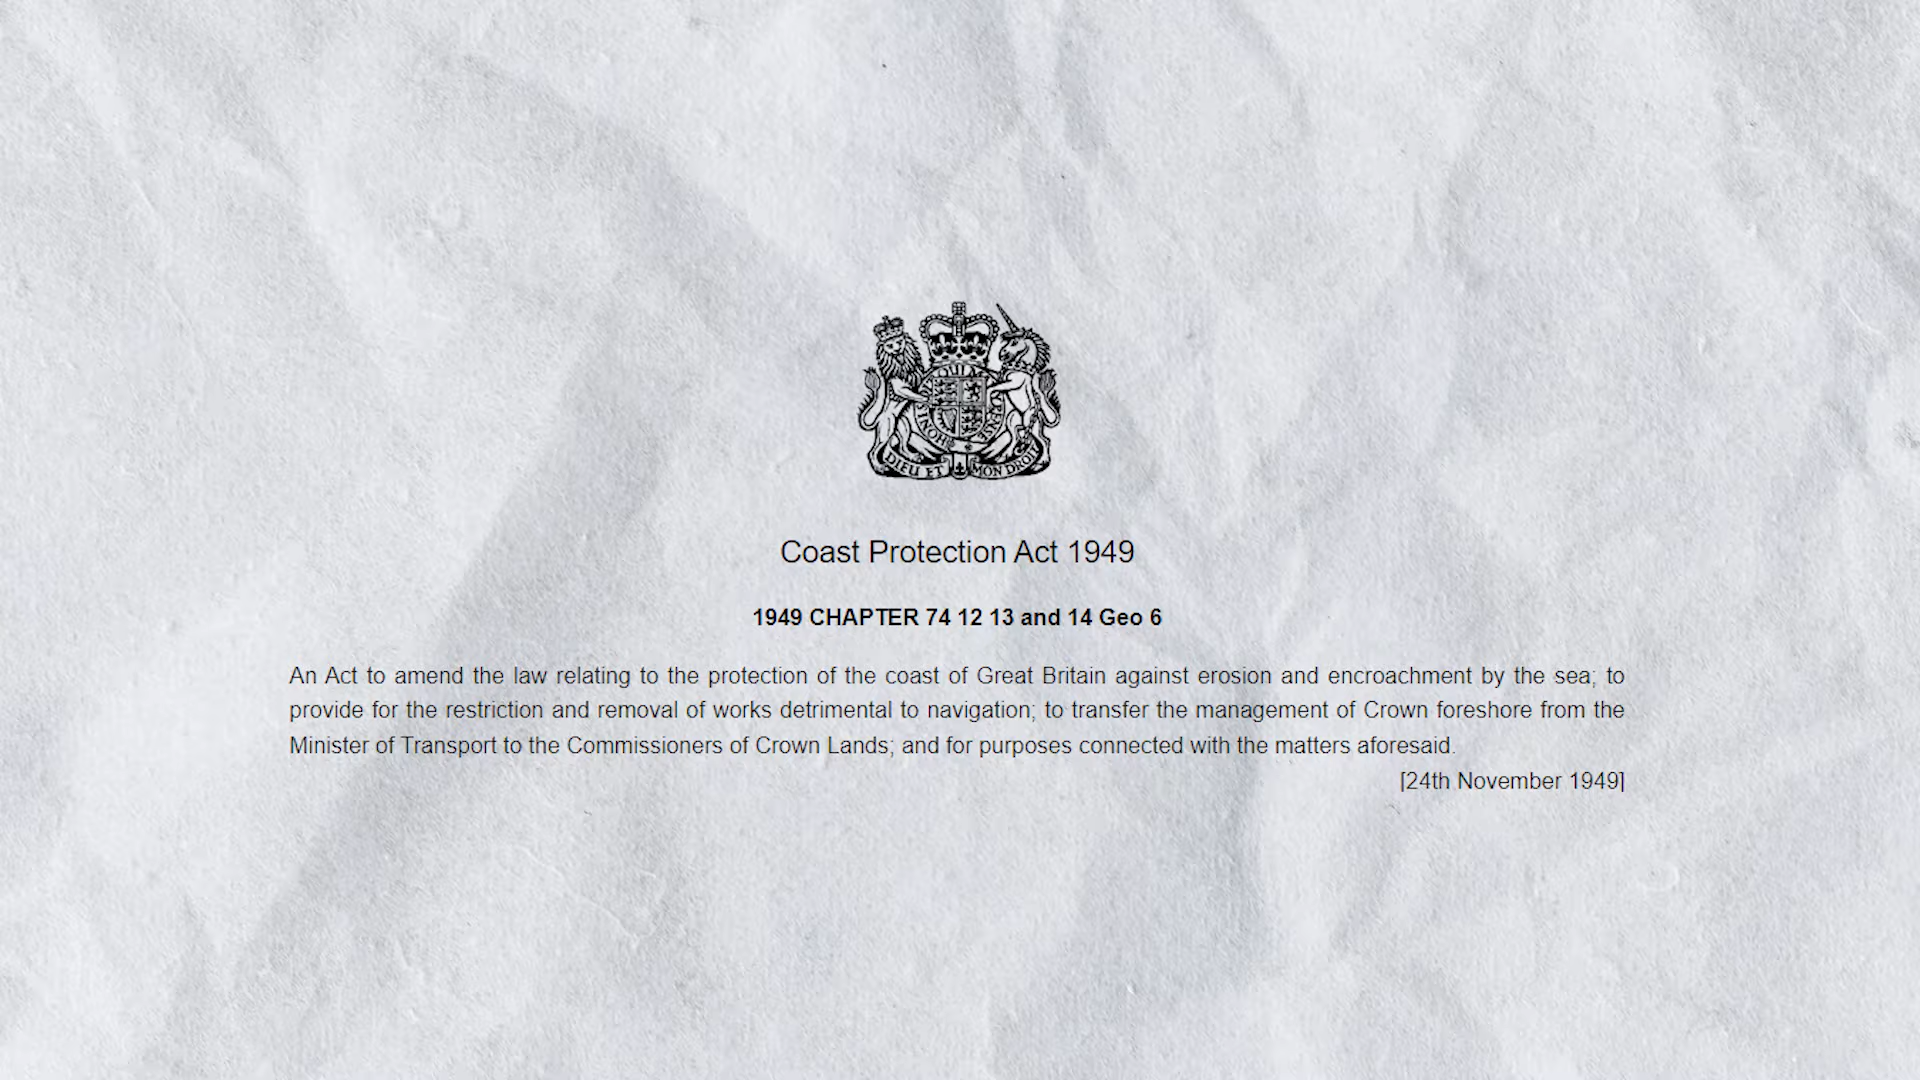 QUI MAL
HONI
PENSE
DIEU ET MON DROIT
Coast Protection Act 1949
1949 CHAPTER 74 12 13 and 14 Geo 6
An Act to amend the law relating to the protection of the coast of Great Britain against erosion and encroachment by the sea; to
provide for the restriction and removal of works detrimental to navigation; to transfer the management of Crown foreshore from the
Minister of Transport to the Commissioners of Crown Lands; and for purposes connected with the matters aforesaid.
[24th November 1949]